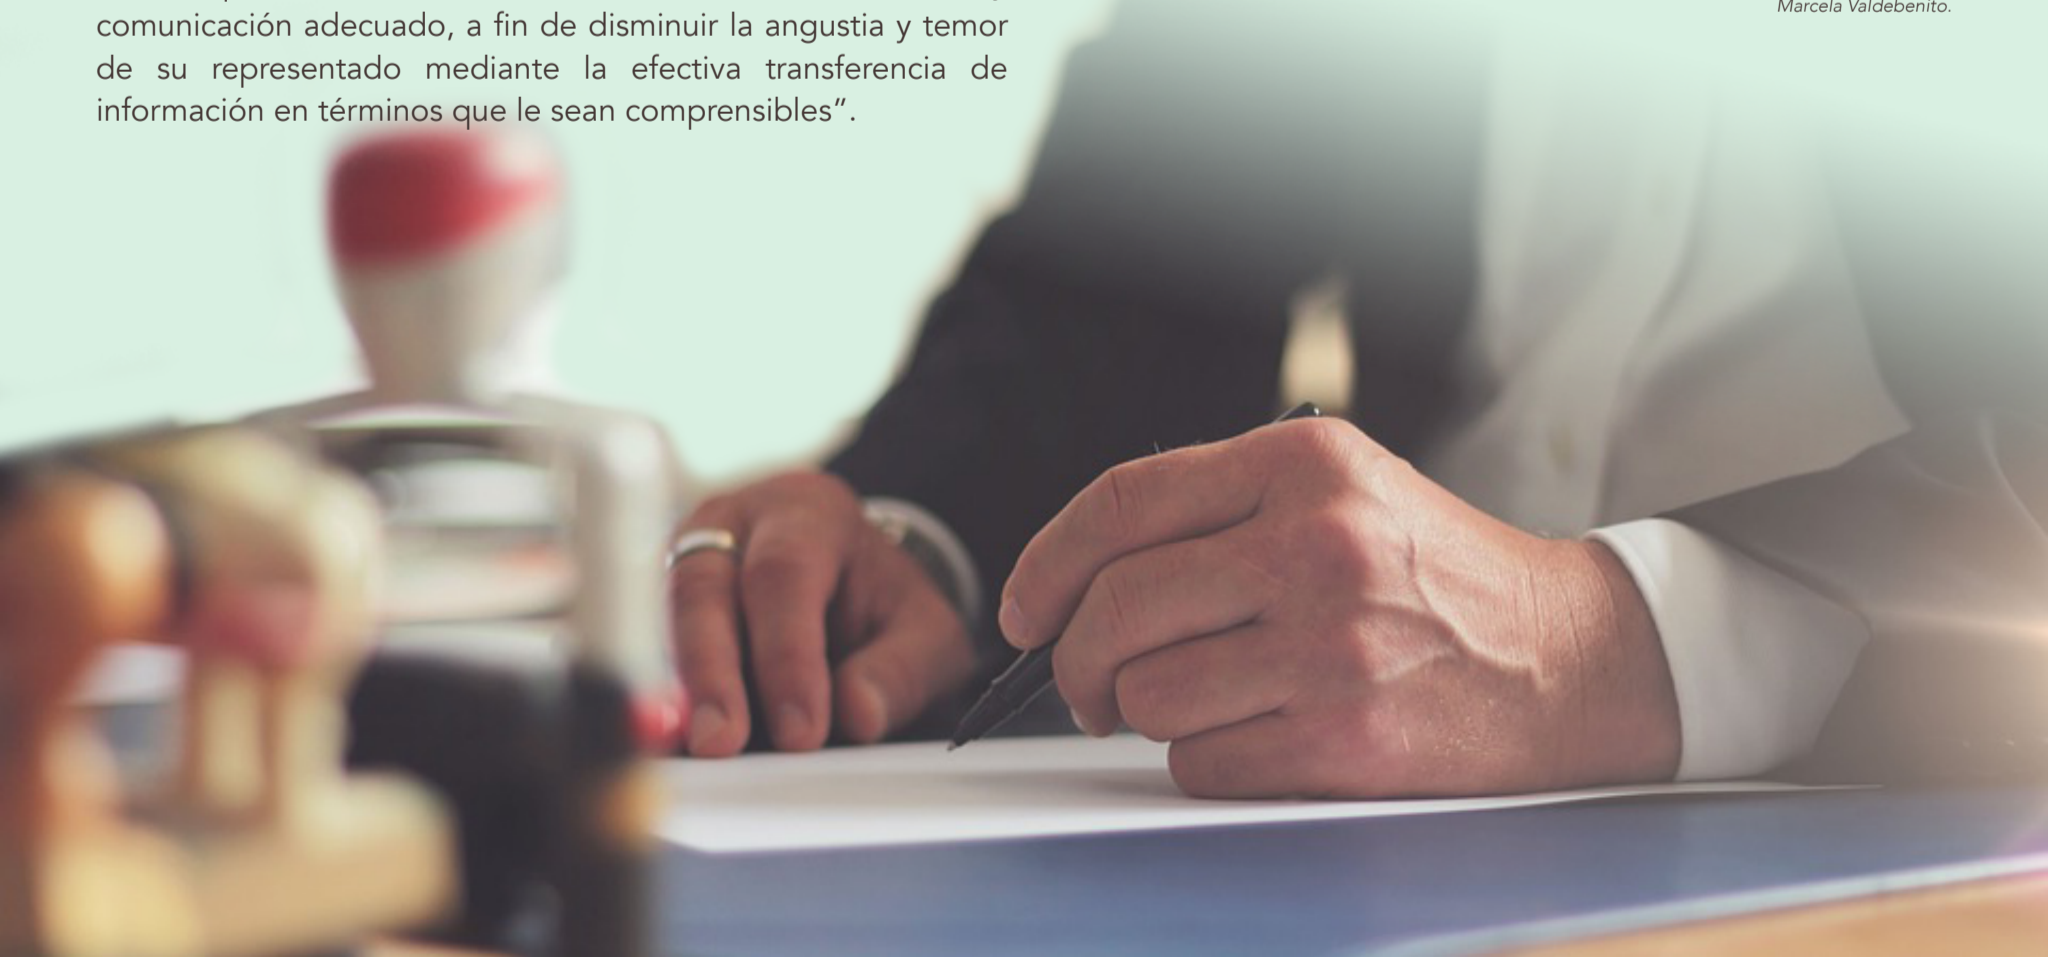 comunicación adecuado, a fin de disminuir la angustia y temor
de su representado mediante la efectiva transferencia de
información en términos que le sean comprensibles”.
Marcela Valdebenito.